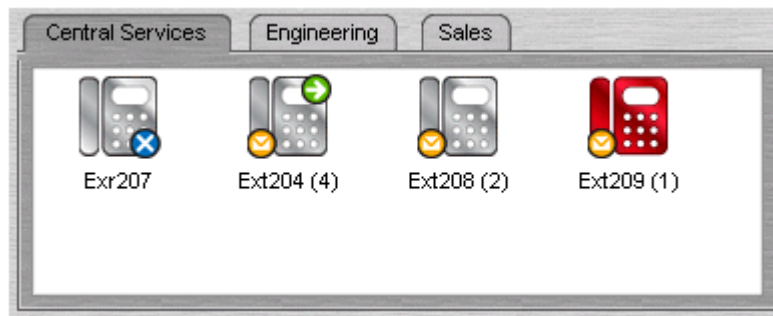 Central Services
Engineering
Sales
Exr207
Ext204 (4)
Ext208 (2)
Ext209 (1)